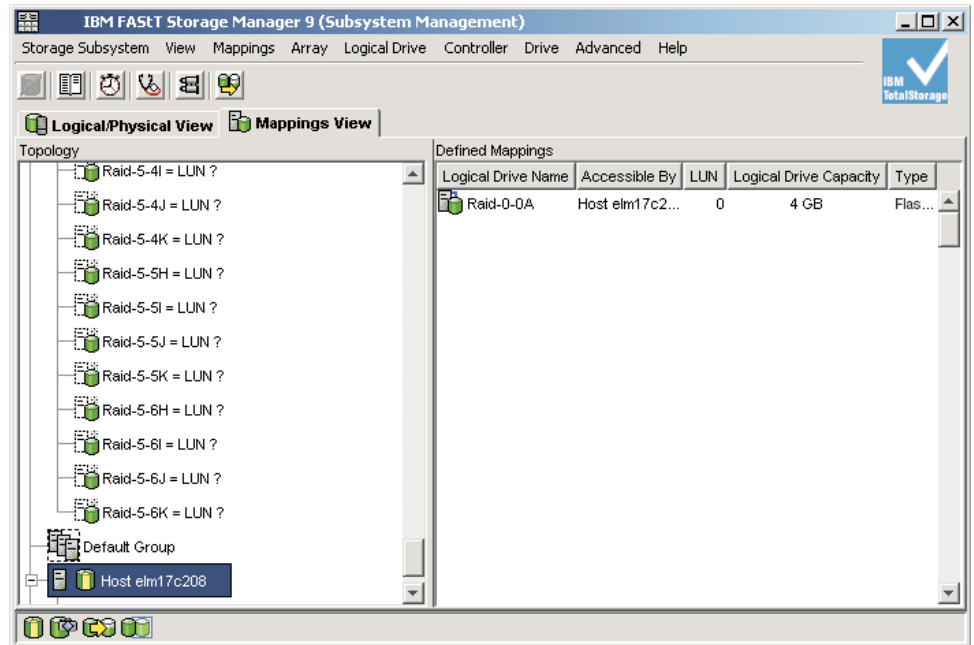 IBM FAStT Storage Manager 9 (Subsystem Management)
Storage Subsystem View Mappings Array Logical Drive Controller Drive Advanced Help
IBM
TotalStorage
Logical/Physical View Mappings View
Topology
Raid-5-4I = LUN ?
Raid-5-4J = LUN ?
Raid-5-4K = LUN ?
Raid-5-5H = LUN ?
Raid-5-5I = LUN ?
Raid-5-5J = LUN ?
Raid-5-5K = LUN ?
Raid-5-6H = LUN ?
Raid-5-6I = LUN ?
Raid-5-6J = LUN ?
Raid-5-6K = LUN ?
Default Group
Host elm17c208
Defined Mappings
Logical Drive Name Accessible By LUN Logical Drive Capacity Type
Raid-0-0A Host elm17c2... 0 4 GB Flas...